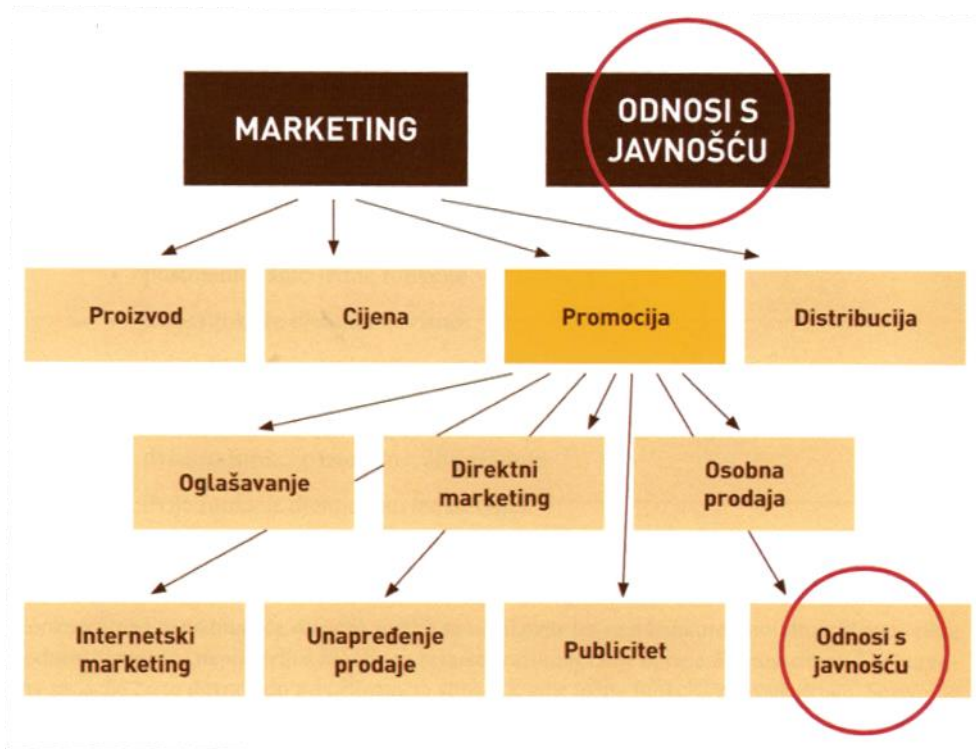 MARKETING
ODNOSI S
JAVNOŠĆU
Proizvod
Cijena
Promocija
Distribucija
Oglašavanje
Direktni
marketing
Osobna
prodaja
Internetski
marketing
Unapređenje
prodaje
Publicitet
Odnosi s
javnošću